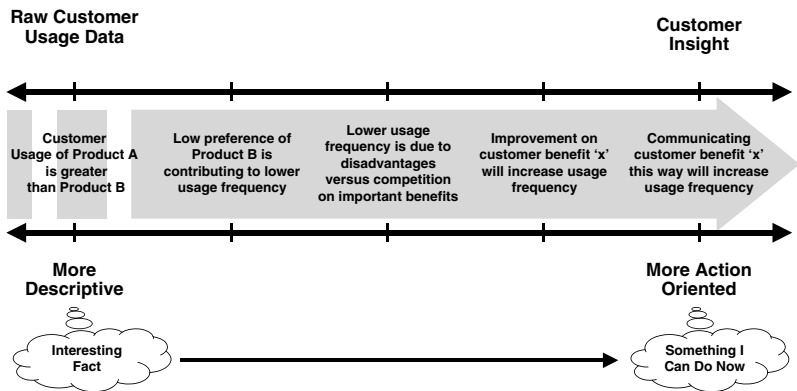 Raw Customer
Usage Data
Customer
Insight
Customer
Usage of Product A
is greater
than Product B
Low preference of
Product B is
contributing to lower
usage frequency
Lower usage
frequency is due to
disadvantages
versus competition
on important benefits
Improvement on
customer benefit ‘x’
will increase usage
frequency
Communicating
customer benefit ‘x’
this way will increase
usage frequency
More
Descriptive
More Action
Oriented
Interesting
Fact
Something I
Can Do Now